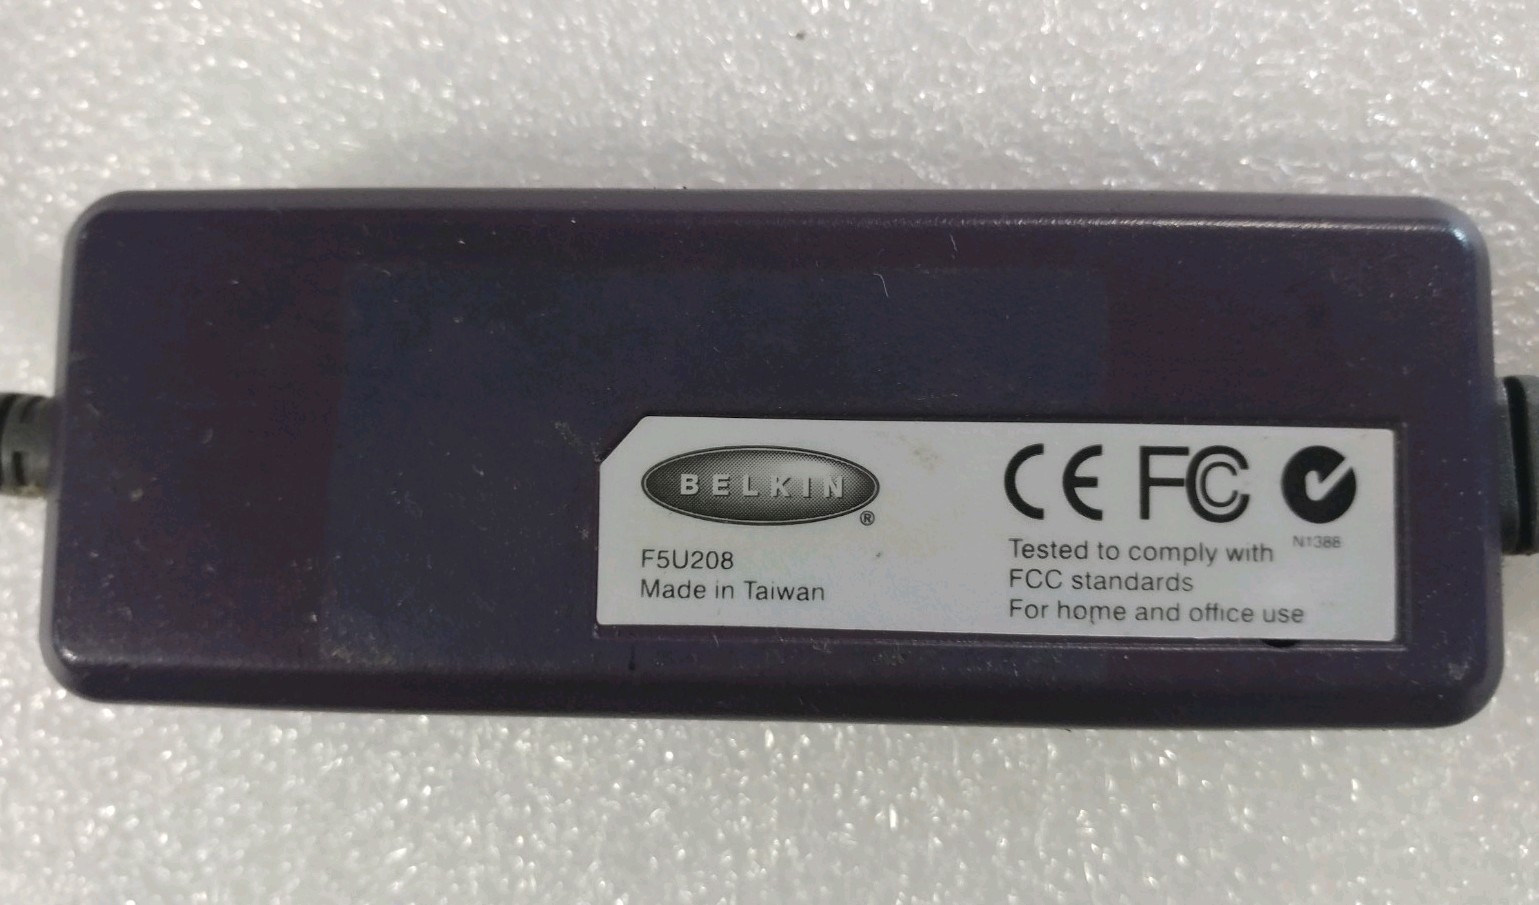 BELKIN
®
F5U208
Made in Taiwan
CE FC
N1388
Tested to comply with
FCC standards
For home and office use